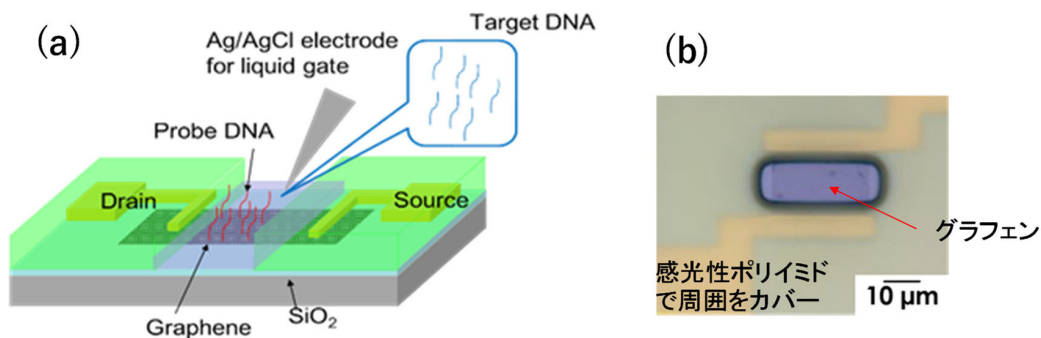 (a)
Ag/AgCl electrode
for liquid gate
Target DNA
Probe DNA
Drain
Source
Graphene
SiO2
(b)
グラフェン
感光性ポリイミド
で周囲をカバー
10 μm